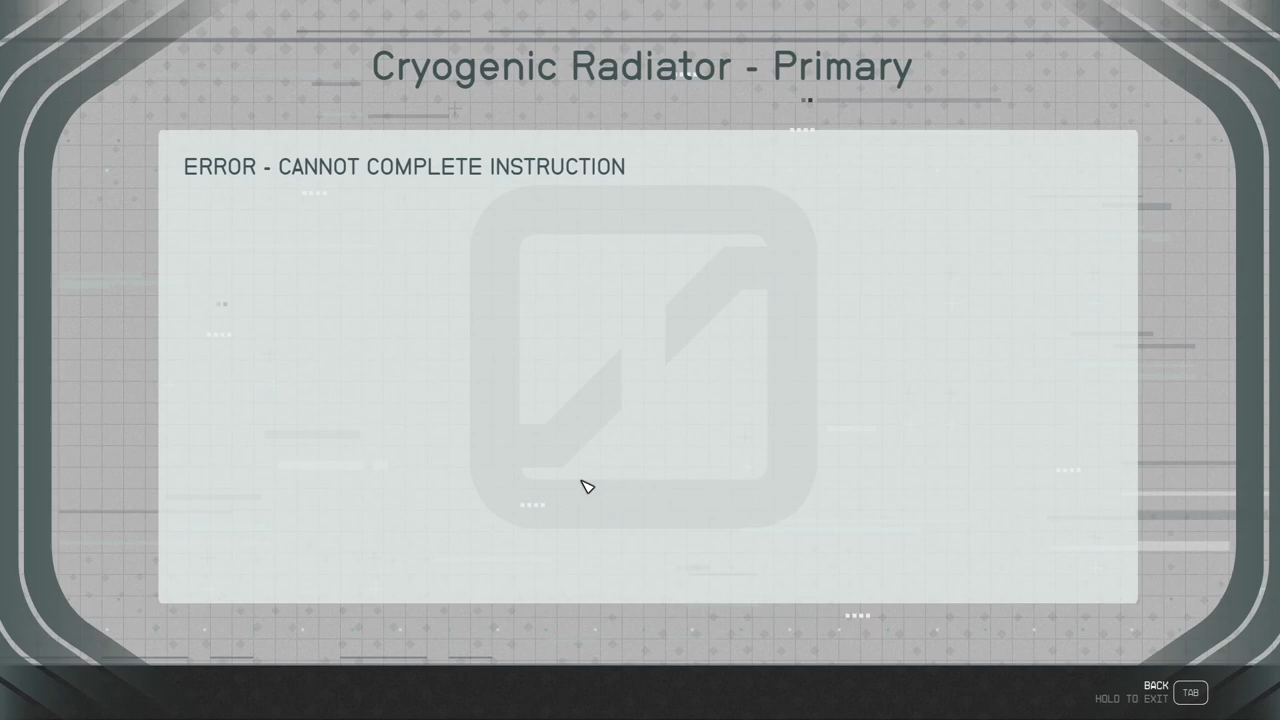 Cryogenic Radiator - Primary
ERROR - CANNOT COMPLETE INSTRUCTION
BACK
HOLD TO EXIT
TAB